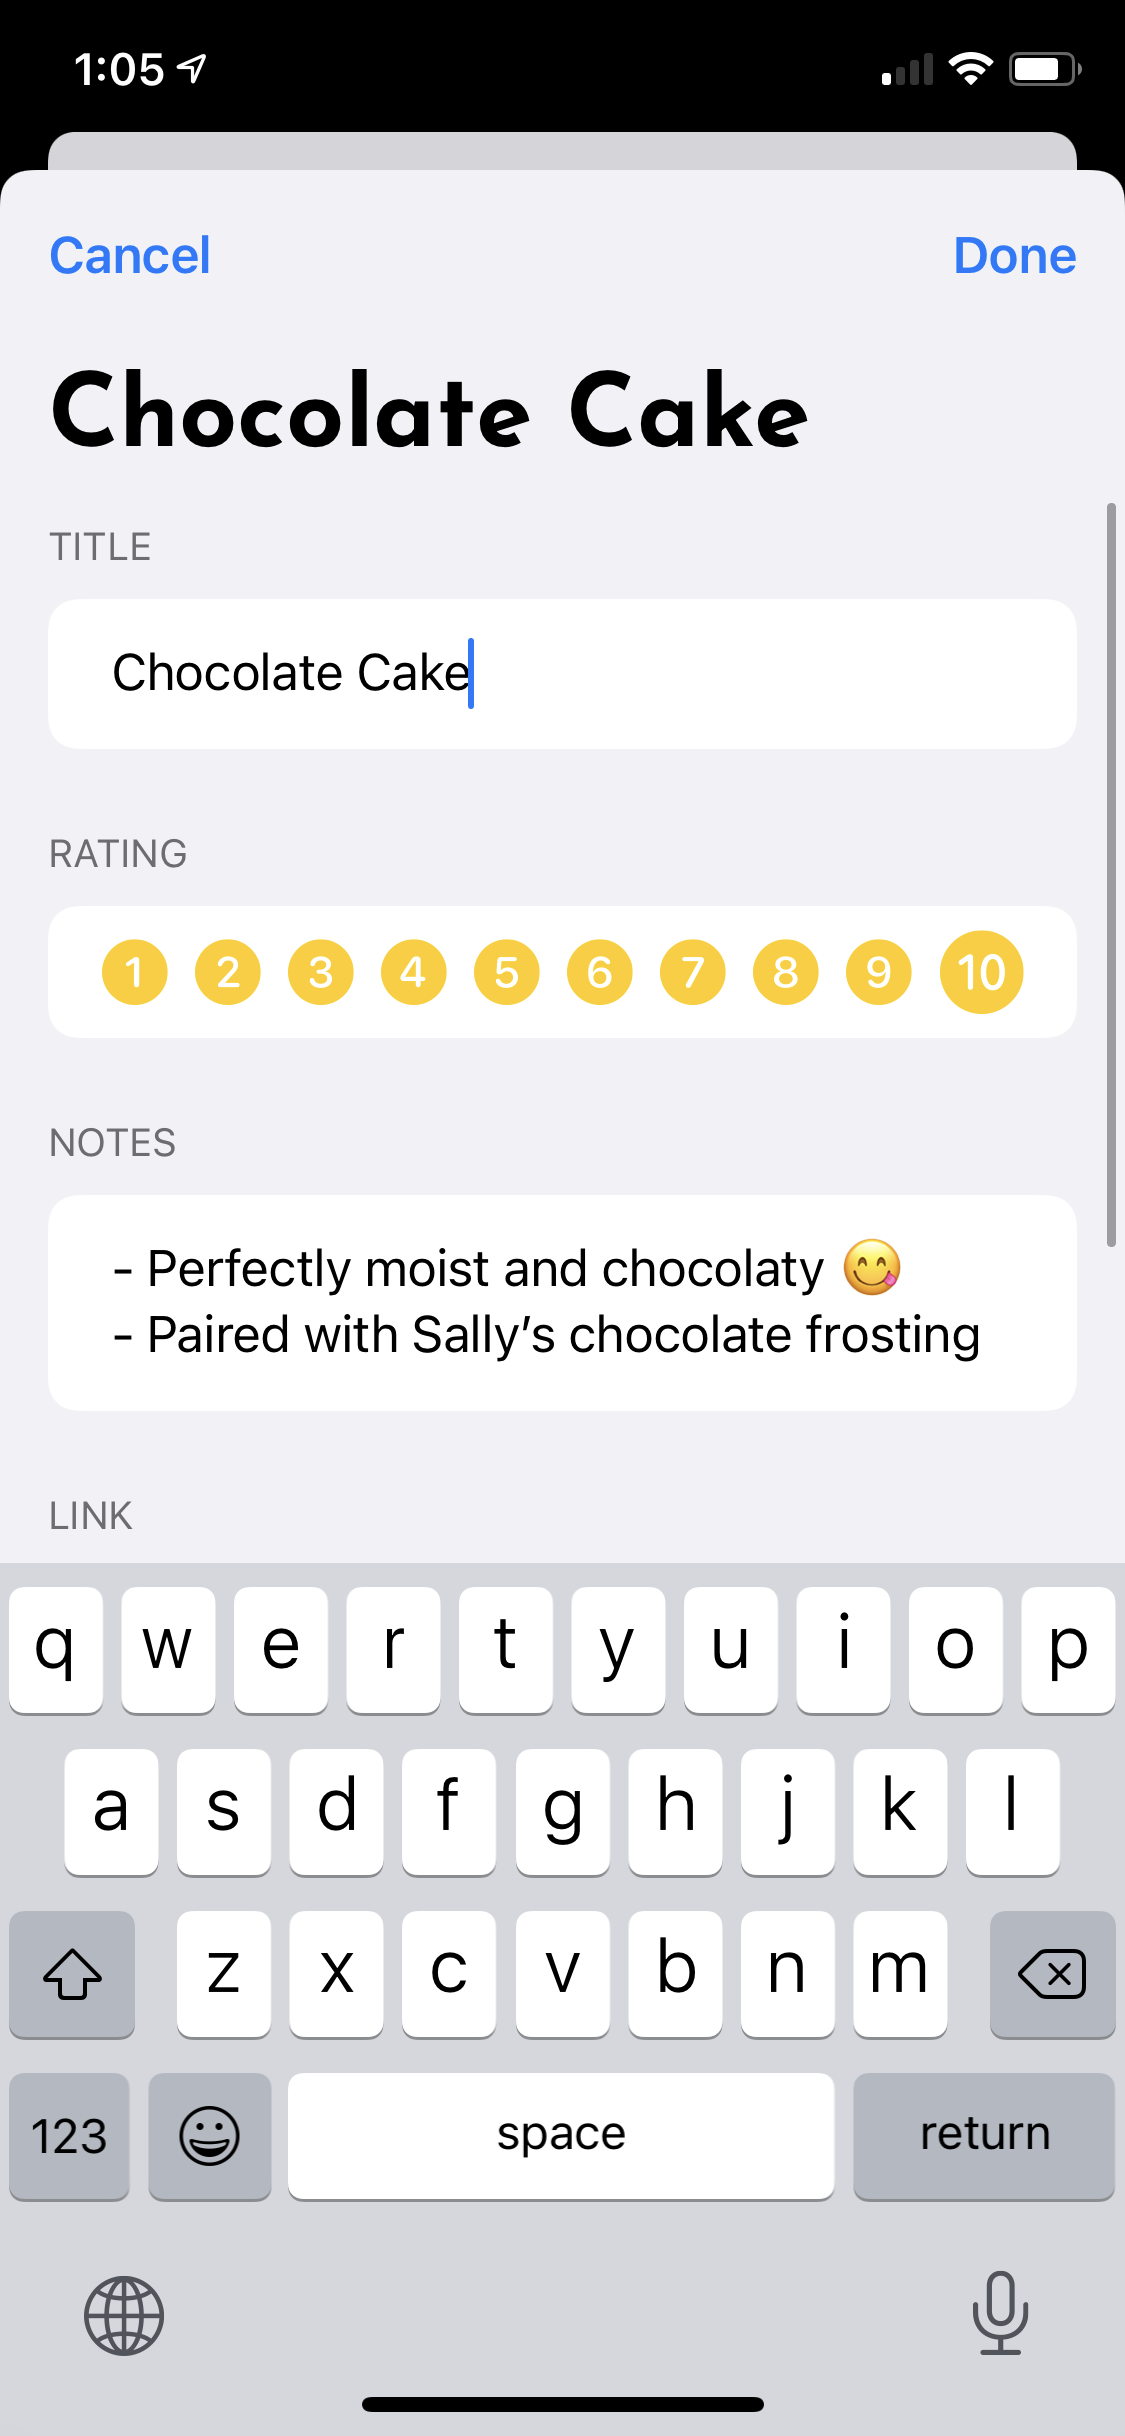 1:05
Cancel
Done
Chocolate Cake
TITLE
Chocolate Cake
RATING
1 2 3 4 5 6 7 8 9 10
NOTES
- Perfectly moist and chocolaty 😋
- Paired with Sally’s chocolate frosting
LINK
q w e r t y u i o p
a s d f g h j k l
z x c v b n m
123 space return